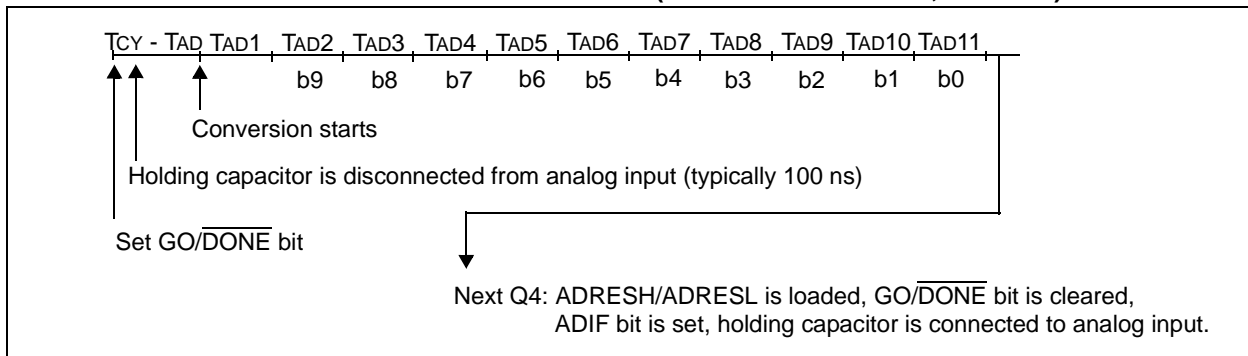 TCY - TAD TAD1 TAD2 TAD3 TAD4 TAD5 TAD6 TAD7 TAD8 TAD9 TAD10 TAD11
b9 b8 b7 b6 b5 b4 b3 b2 b1 b0
Conversion starts
Holding capacitor is disconnected from analog input (typically 100 ns)
Set GO/DONE bit
Next Q4: ADRESH/ADRESL is loaded, GO/DONE bit is cleared,
ADIF bit is set, holding capacitor is connected to analog input.